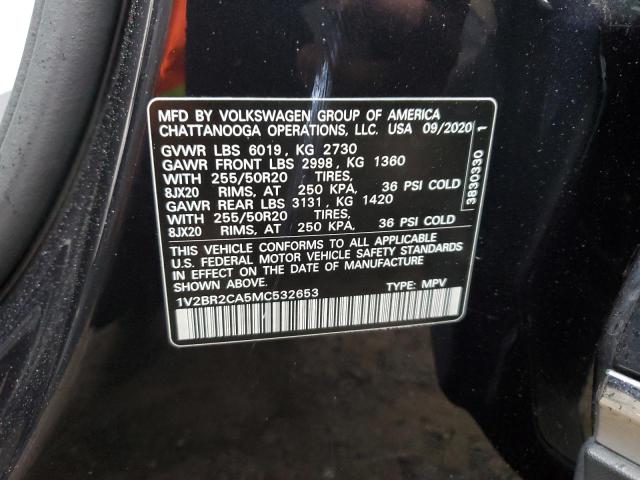 MFD BY VOLKSWAGEN GROUP OF AMERICA
CHATTANOOGA OPERATIONS, LLC. USA 09/2020
GVWR LBS 6019, KG 2730
GAWR FRONT LBS 2998, KG 1360
WITH 255/50R20 TIRES,
8JX20 RIMS, AT 250 KPA, 36 PSI COLD
GAWR REAR LBS 3131, KG 1420
WITH 255/50R20 TIRES,
8JX20 RIMS, AT 250 KPA, 36 PSI COLD
THIS VEHICLE CONFORMS TO ALL APPLICABLE
U.S. FEDERAL MOTOR VEHICLE SAFETY STANDARDS
IN EFFECT ON THE DATE OF MANUFACTURE
SHOWN ABOVE.
1V2BR2CA5MC532653 TYPE: MPV
3830330 1